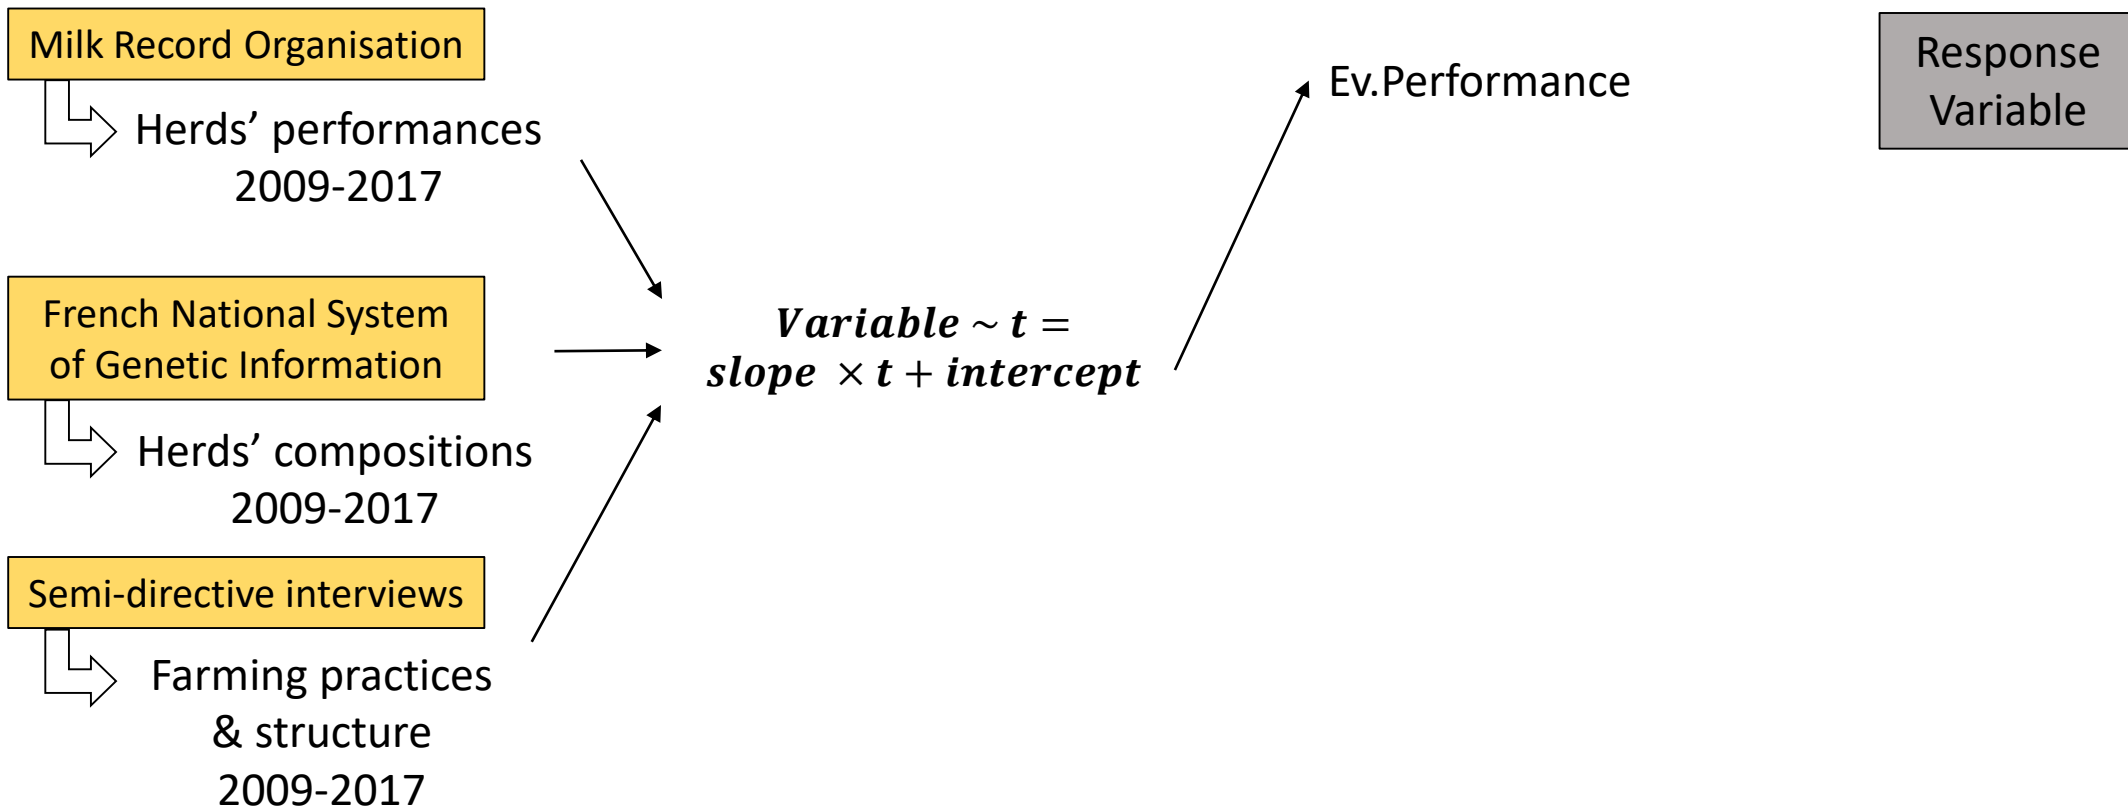 Milk Record Organisation
Herds’ performances
2009-2017
French National System
of Genetic Information
Herds’ compositions
2009-2017
Semi-directive interviews
Farming practices
& structure
2009-2017
Variable ~ t =
slope × t + intercept
Ev.Performance
Response
Variable